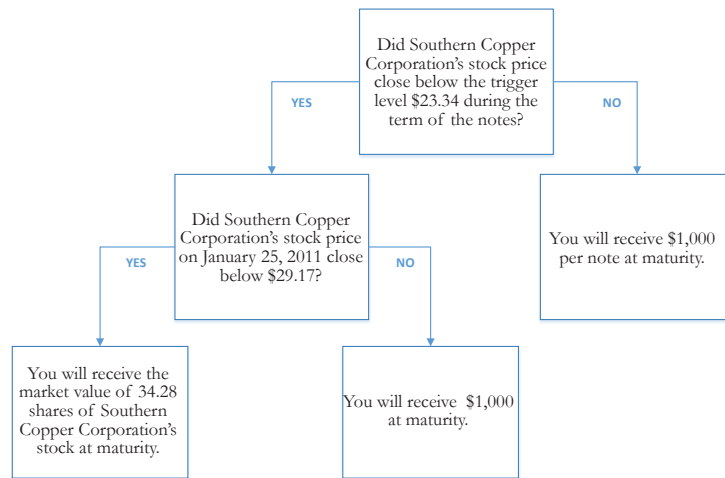 Did Southern Copper
Corporation's stock price
close below the trigger
level $23.34 during the
term of the notes?
YES
NO
Did Southern Copper
Corporation's stock price
on January 25, 2011 close
below $29.17?
You will receive $1,000
per note at maturity.
YES
NO
You will receive the
market value of 34.28
shares of Southern
Copper Corporation's
stock at maturity.
You will receive $1,000
at maturity.